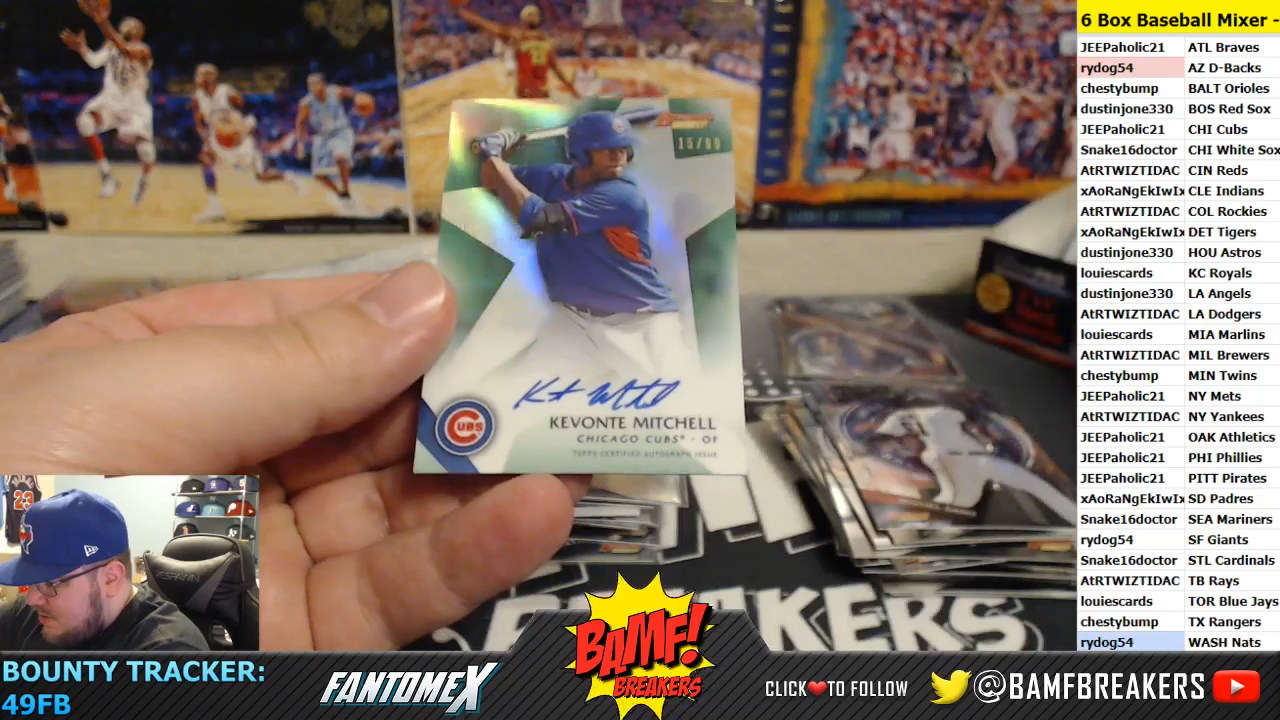 6 Box Baseball Mixer -
JEEPaholic21 ATL Braves
rydog54 AZ D-Backs
chestybump BALT Orioles
dustinjone330 BOS Red Sox
JEEPaholic21 CHI Cubs
Snake16doctor CHI White Sox
AtRTWIZTIDAC CIN Reds
xAoRaNgEkIwIx CLE Indians
AtRTWIZTIDAC COL Rockies
xAoRaNgEkIwIx DET Tigers
dustinjone330 HOU Astros
louiescards KC Royals
dustinjone330 LA Angels
AtRTWIZTIDAC LA Dodgers
louiescards MIA Marlins
AtRTWIZTIDAC MIL Brewers
chestybump MIN Twins
JEEPaholic21 NY Mets
AtRTWIZTIDAC NY Yankees
JEEPaholic21 OAK Athletics
JEEPaholic21 PHI Phillies
JEEPaholic21 PITT Pirates
xAoRaNgEkIwIx SD Padres
Snake16doctor SEA Mariners
rydog54 SF Giants
Snake16doctor STL Cardinals
AtRTWIZTIDAC TB Rays
louiescards TOR Blue Jays
chestybump TX Rangers
rydog54 WASH Nats
15/99
CUBS
KEVONTE MITCHELL
CHICAGO CUBS® - OF
TOPPS CERTIFIED AUTOGRAPH ISSUE
BREAKERS
23
BOUNTY TRACKER:
49FB
FANTOMEX
BAMF!
BREAKERS
CLICK❤TO FOLLOW
@BAMFBREAKERS